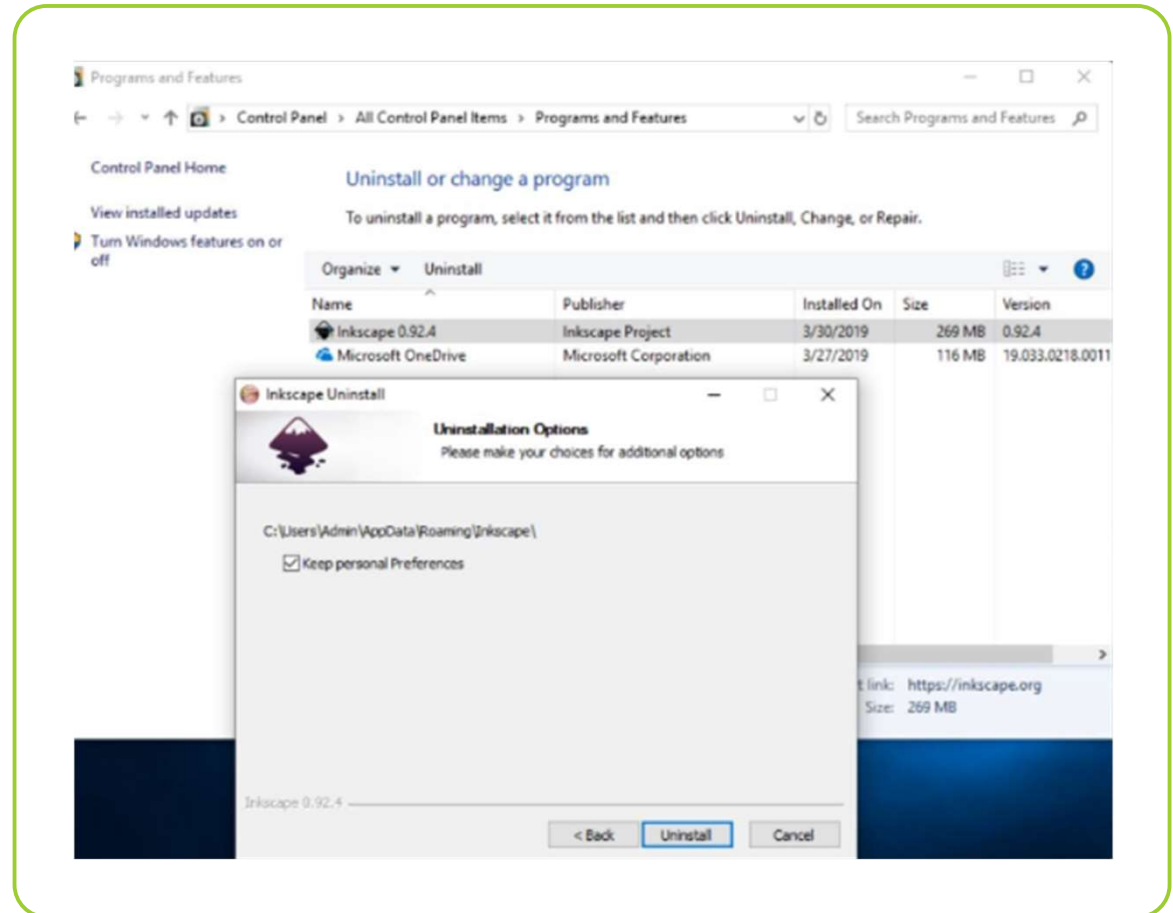 Programs and Features
Control Panel > All Control Panel Items > Programs and Features
Search Programs and Features
Control Panel Home
View installed updates
Turn Windows features on or
off
Uninstall or change a program
To uninstall a program, select it from the list and then click Uninstall, Change, or Repair.
Organize Uninstall
Name Publisher Installed On Size Version
Inkscape 0.92.4 Inkscape Project 3/30/2019 269 MB 0.92.4
Microsoft OneDrive Microsoft Corporation 3/27/2019 116 MB 19.033.0218.0011
Inkscape Uninstall
Uninstallation Options
Please make your choices for additional options
C:\Users\Admin\AppData\Roaming\Inkscape\
Keep personal Preferences
t link: https://inkscape.org
Size: 269 MB
Inkscape 0.92.4
< Back Uninstall Cancel